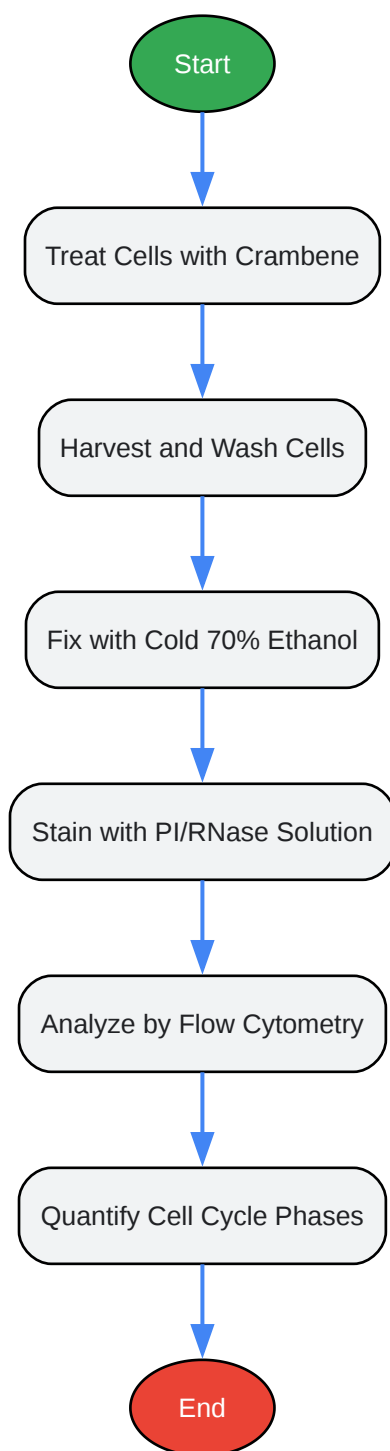 Start
Treat Cells with Crambene
Harvest and Wash Cells
Fix with Cold 70% Ethanol
Stain with PI/RNase Solution
Analyze by Flow Cytometry
Quantify Cell Cycle Phases
End